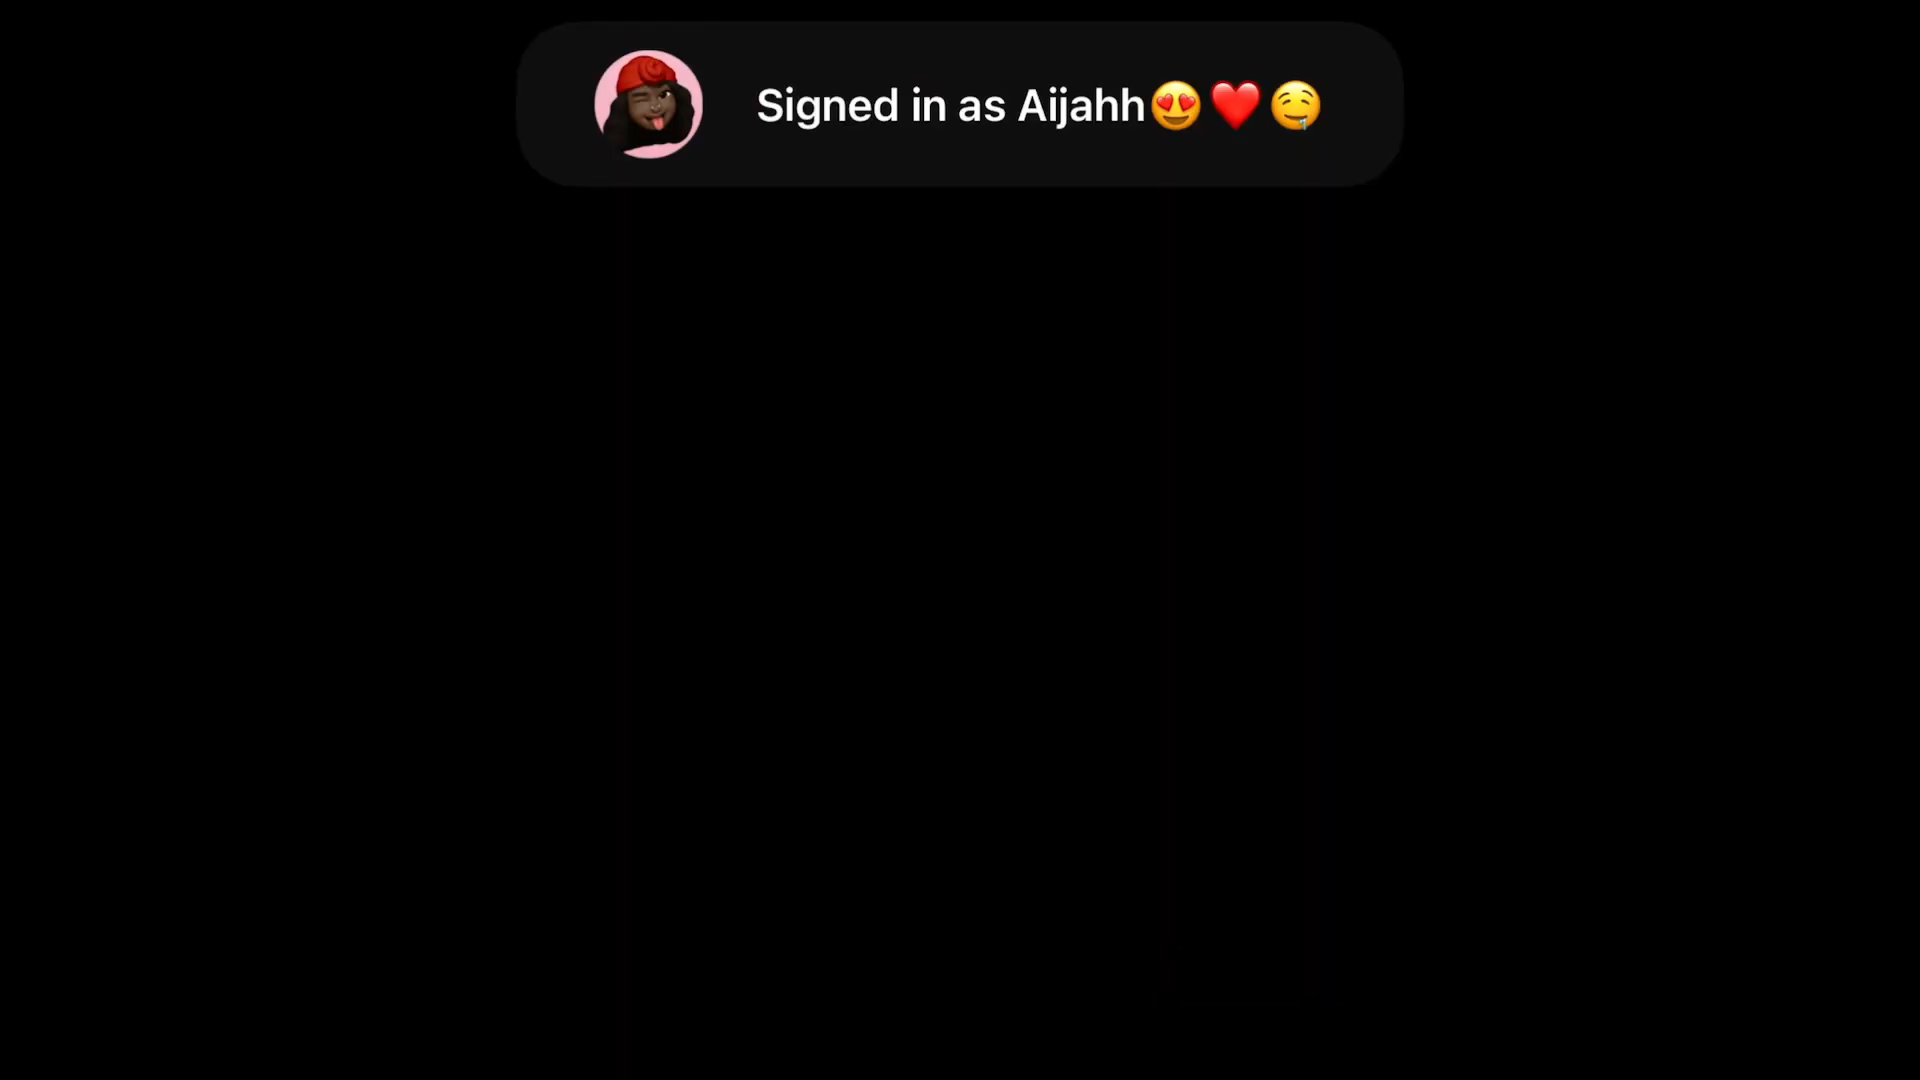 Signed in as Aijahh😍❤️🤤